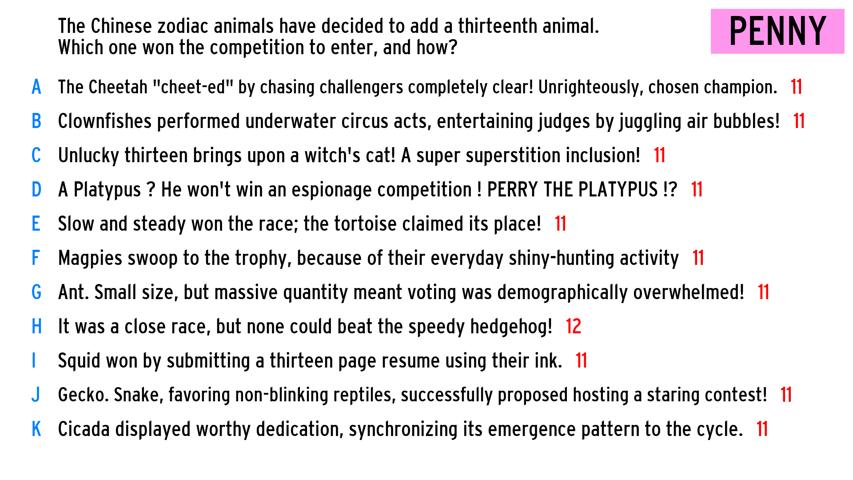 The Chinese zodiac animals have decided to add a thirteenth animal.
Which one won the competition to enter, and how?
PENNY
A The Cheetah "cheet-ed" by chasing challengers completely clear! Unrighteously, chosen champion. 11
B Clownfishes performed underwater circus acts, entertaining judges by juggling air bubbles! 11
C Unlucky thirteen brings upon a witch's cat! A super superstition inclusion! 11
D A Platypus ? He won't win an espionage competition ! PERRY THE PLATYPUS !? 11
E Slow and steady won the race; the tortoise claimed its place! 11
F Magpies swoop to the trophy, because of their everyday shiny-hunting activity 11
G Ant. Small size, but massive quantity meant voting was demographically overwhelmed! 11
H It was a close race, but none could beat the speedy hedgehog! 12
I Squid won by submitting a thirteen page resume using their ink. 11
J Gecko. Snake, favoring non-blinking reptiles, successfully proposed hosting a staring contest! 11
K Cicada displayed worthy dedication, synchronizing its emergence pattern to the cycle. 11